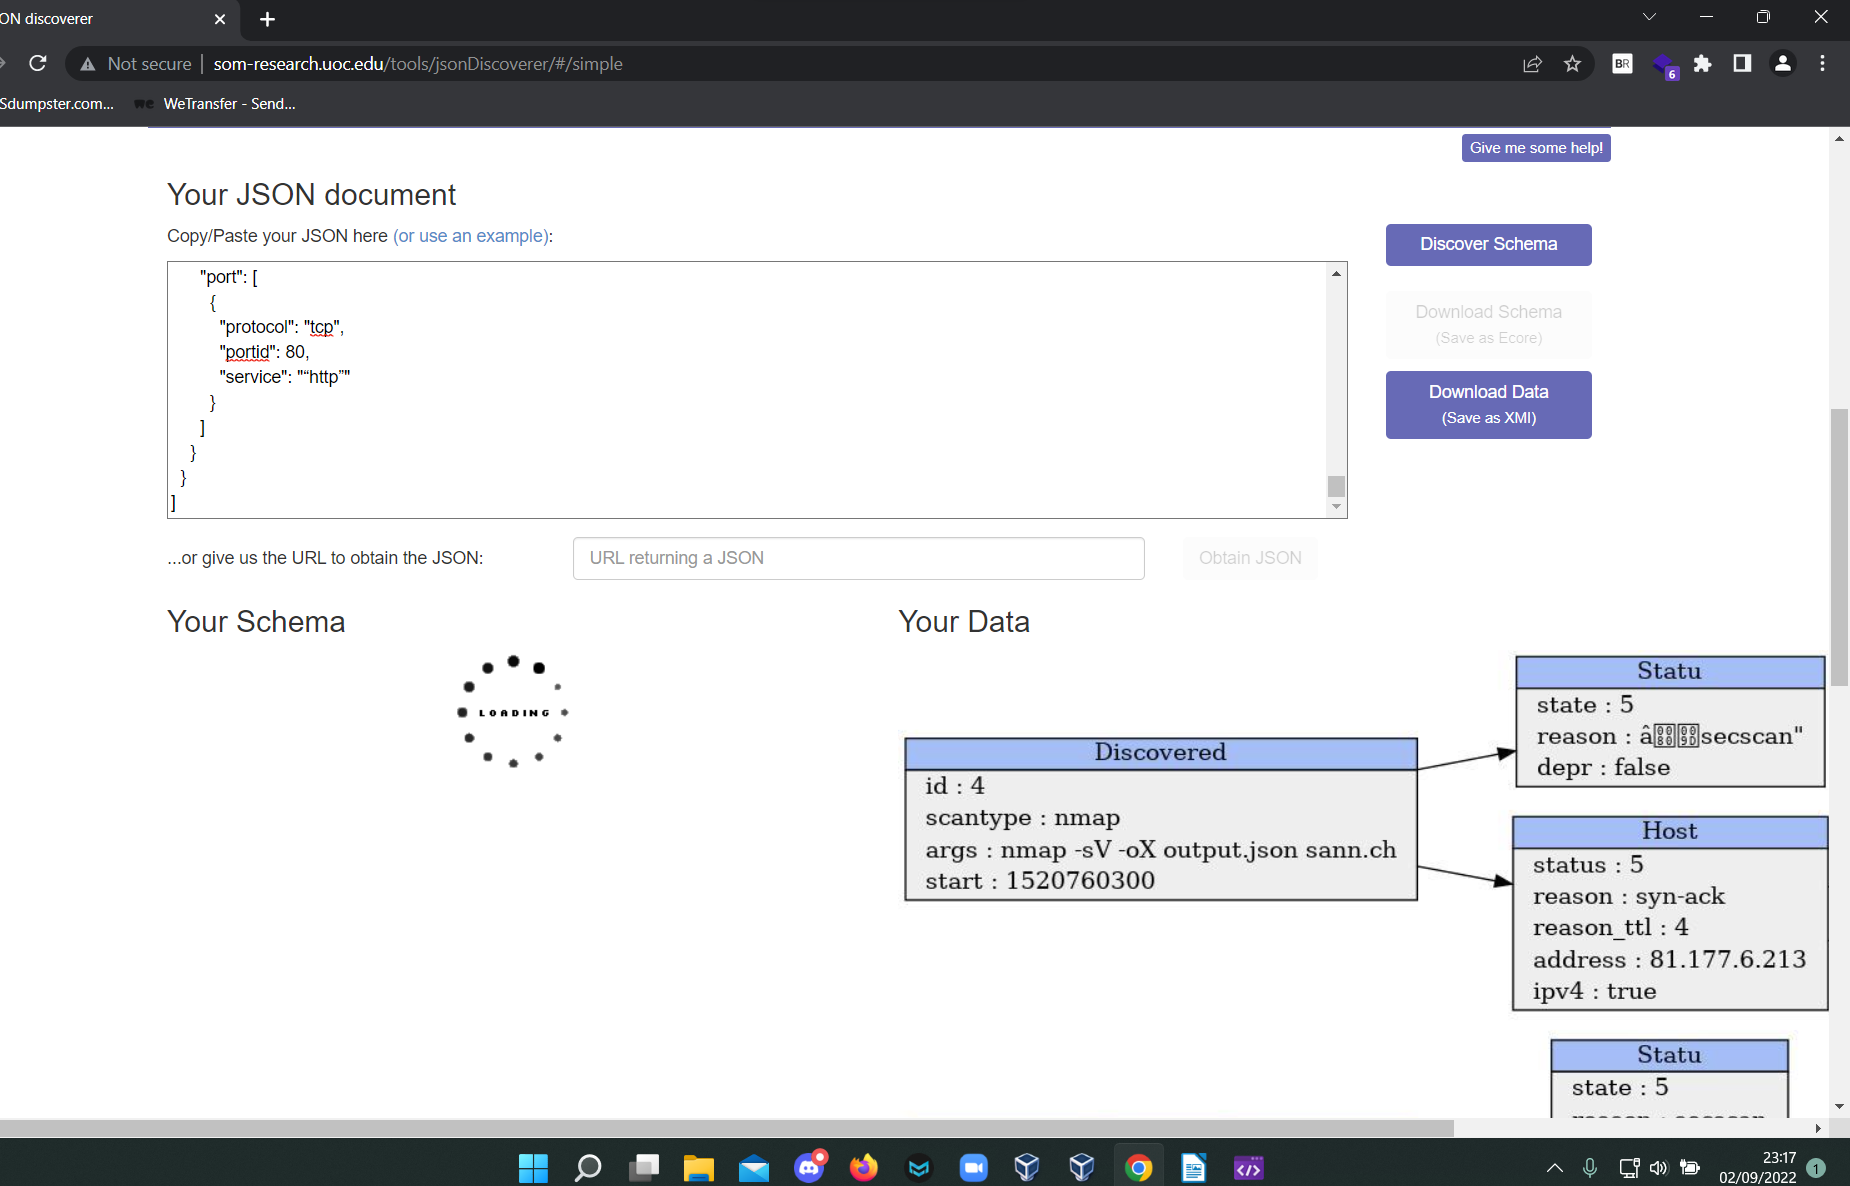 ON discoverer
Not secure | som-research.uoc.edu/tools/jsonDiscoverer/#/simple
BR
6
Sdumpster.com...
we WeTransfer - Send...
Give me some help!
Your JSON document
Copy/Paste your JSON here (or use an example):
Discover Schema
"port": [
{
"protocol": "tcp",
"portid": 80,
"service": "“http”"
}
]
}
}
]
Download Schema
(Save as Ecore)
Download Data
(Save as XMI)
...or give us the URL to obtain the JSON:
URL returning a JSON
Obtain JSON
Your Schema
Your Data
LOADING
Discovered
id : 4
scantype : nmap
args : nmap -sV -oX output.json sann.ch
start : 1520760300
Statu
state : 5
reason : âsecscan"
depr : false
Host
status : 5
reason : syn-ack
reason_ttl : 4
address : 81.177.6.213
ipv4 : true
Statu
state : 5
23:17
02/09/2022
1